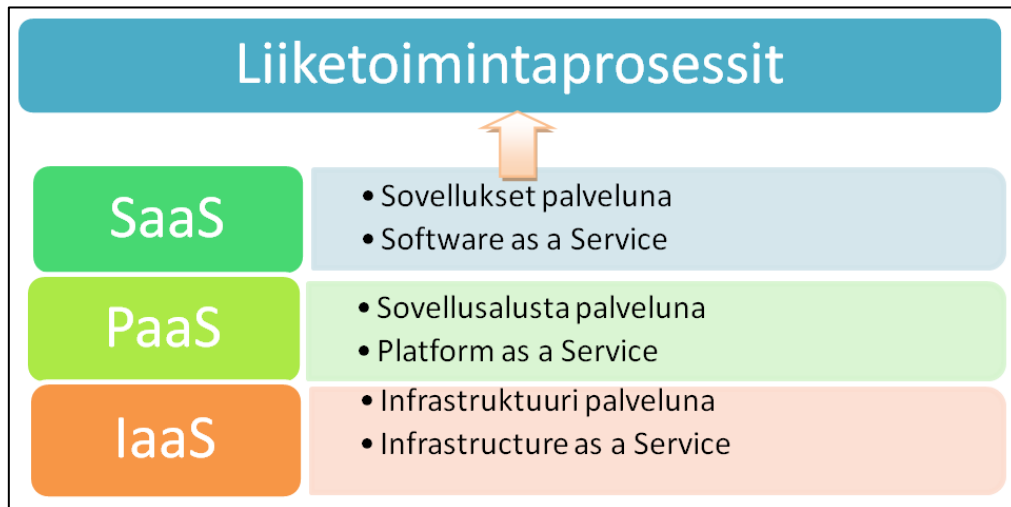 Liiketoimintaprosessit
SaaS
• Sovellukset palveluna
• Software as a Service
PaaS
• Sovellusalusta palveluna
• Platform as a Service
IaaS
• Infrastruktuuri palveluna
• Infrastructure as a Service